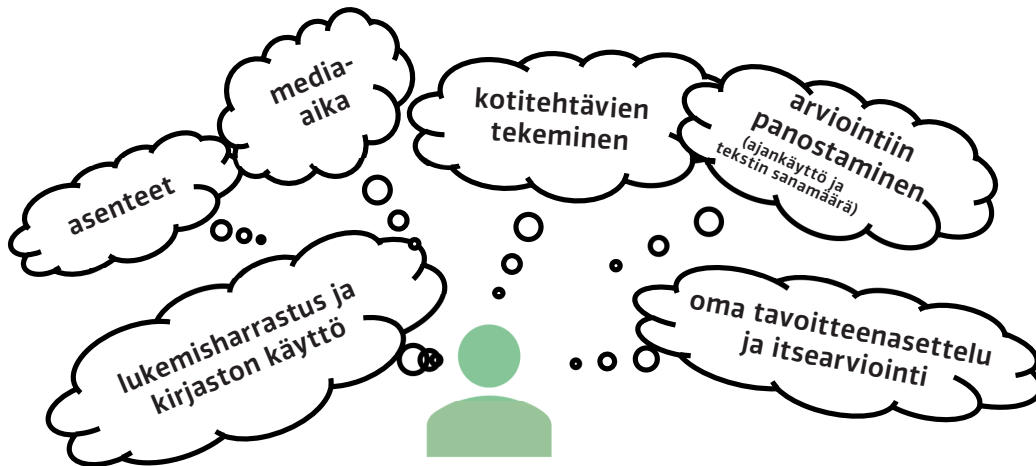 media-
aika
kotitehtävien
tekeminen
arviointiin
panostaminen
(ajankäyttö ja
tekstin sanamäärä)
asenteet
lukemisharrastus ja
kirjaston käyttö
oma tavoitteenasettelu
ja itsearviointi